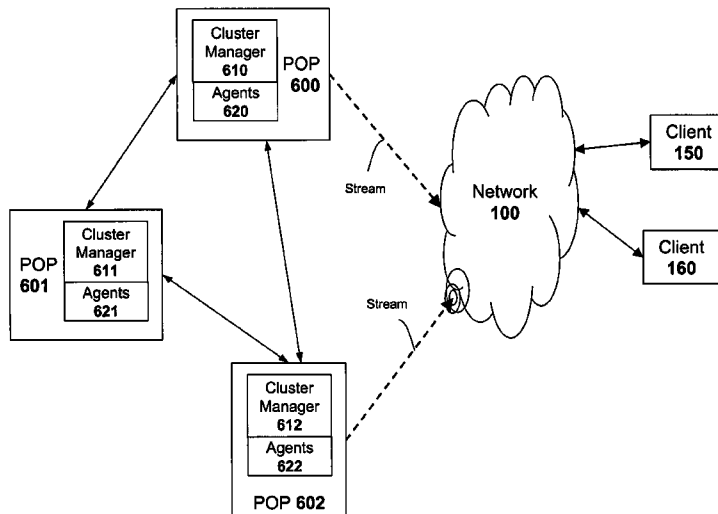 Cluster
Manager
610
Agents
620
POP
600
Stream
Network
100
Client
150
Client
160
POP
601
Cluster
Manager
611
Agents
621
Stream
Cluster
Manager
612
Agents
622
POP 602